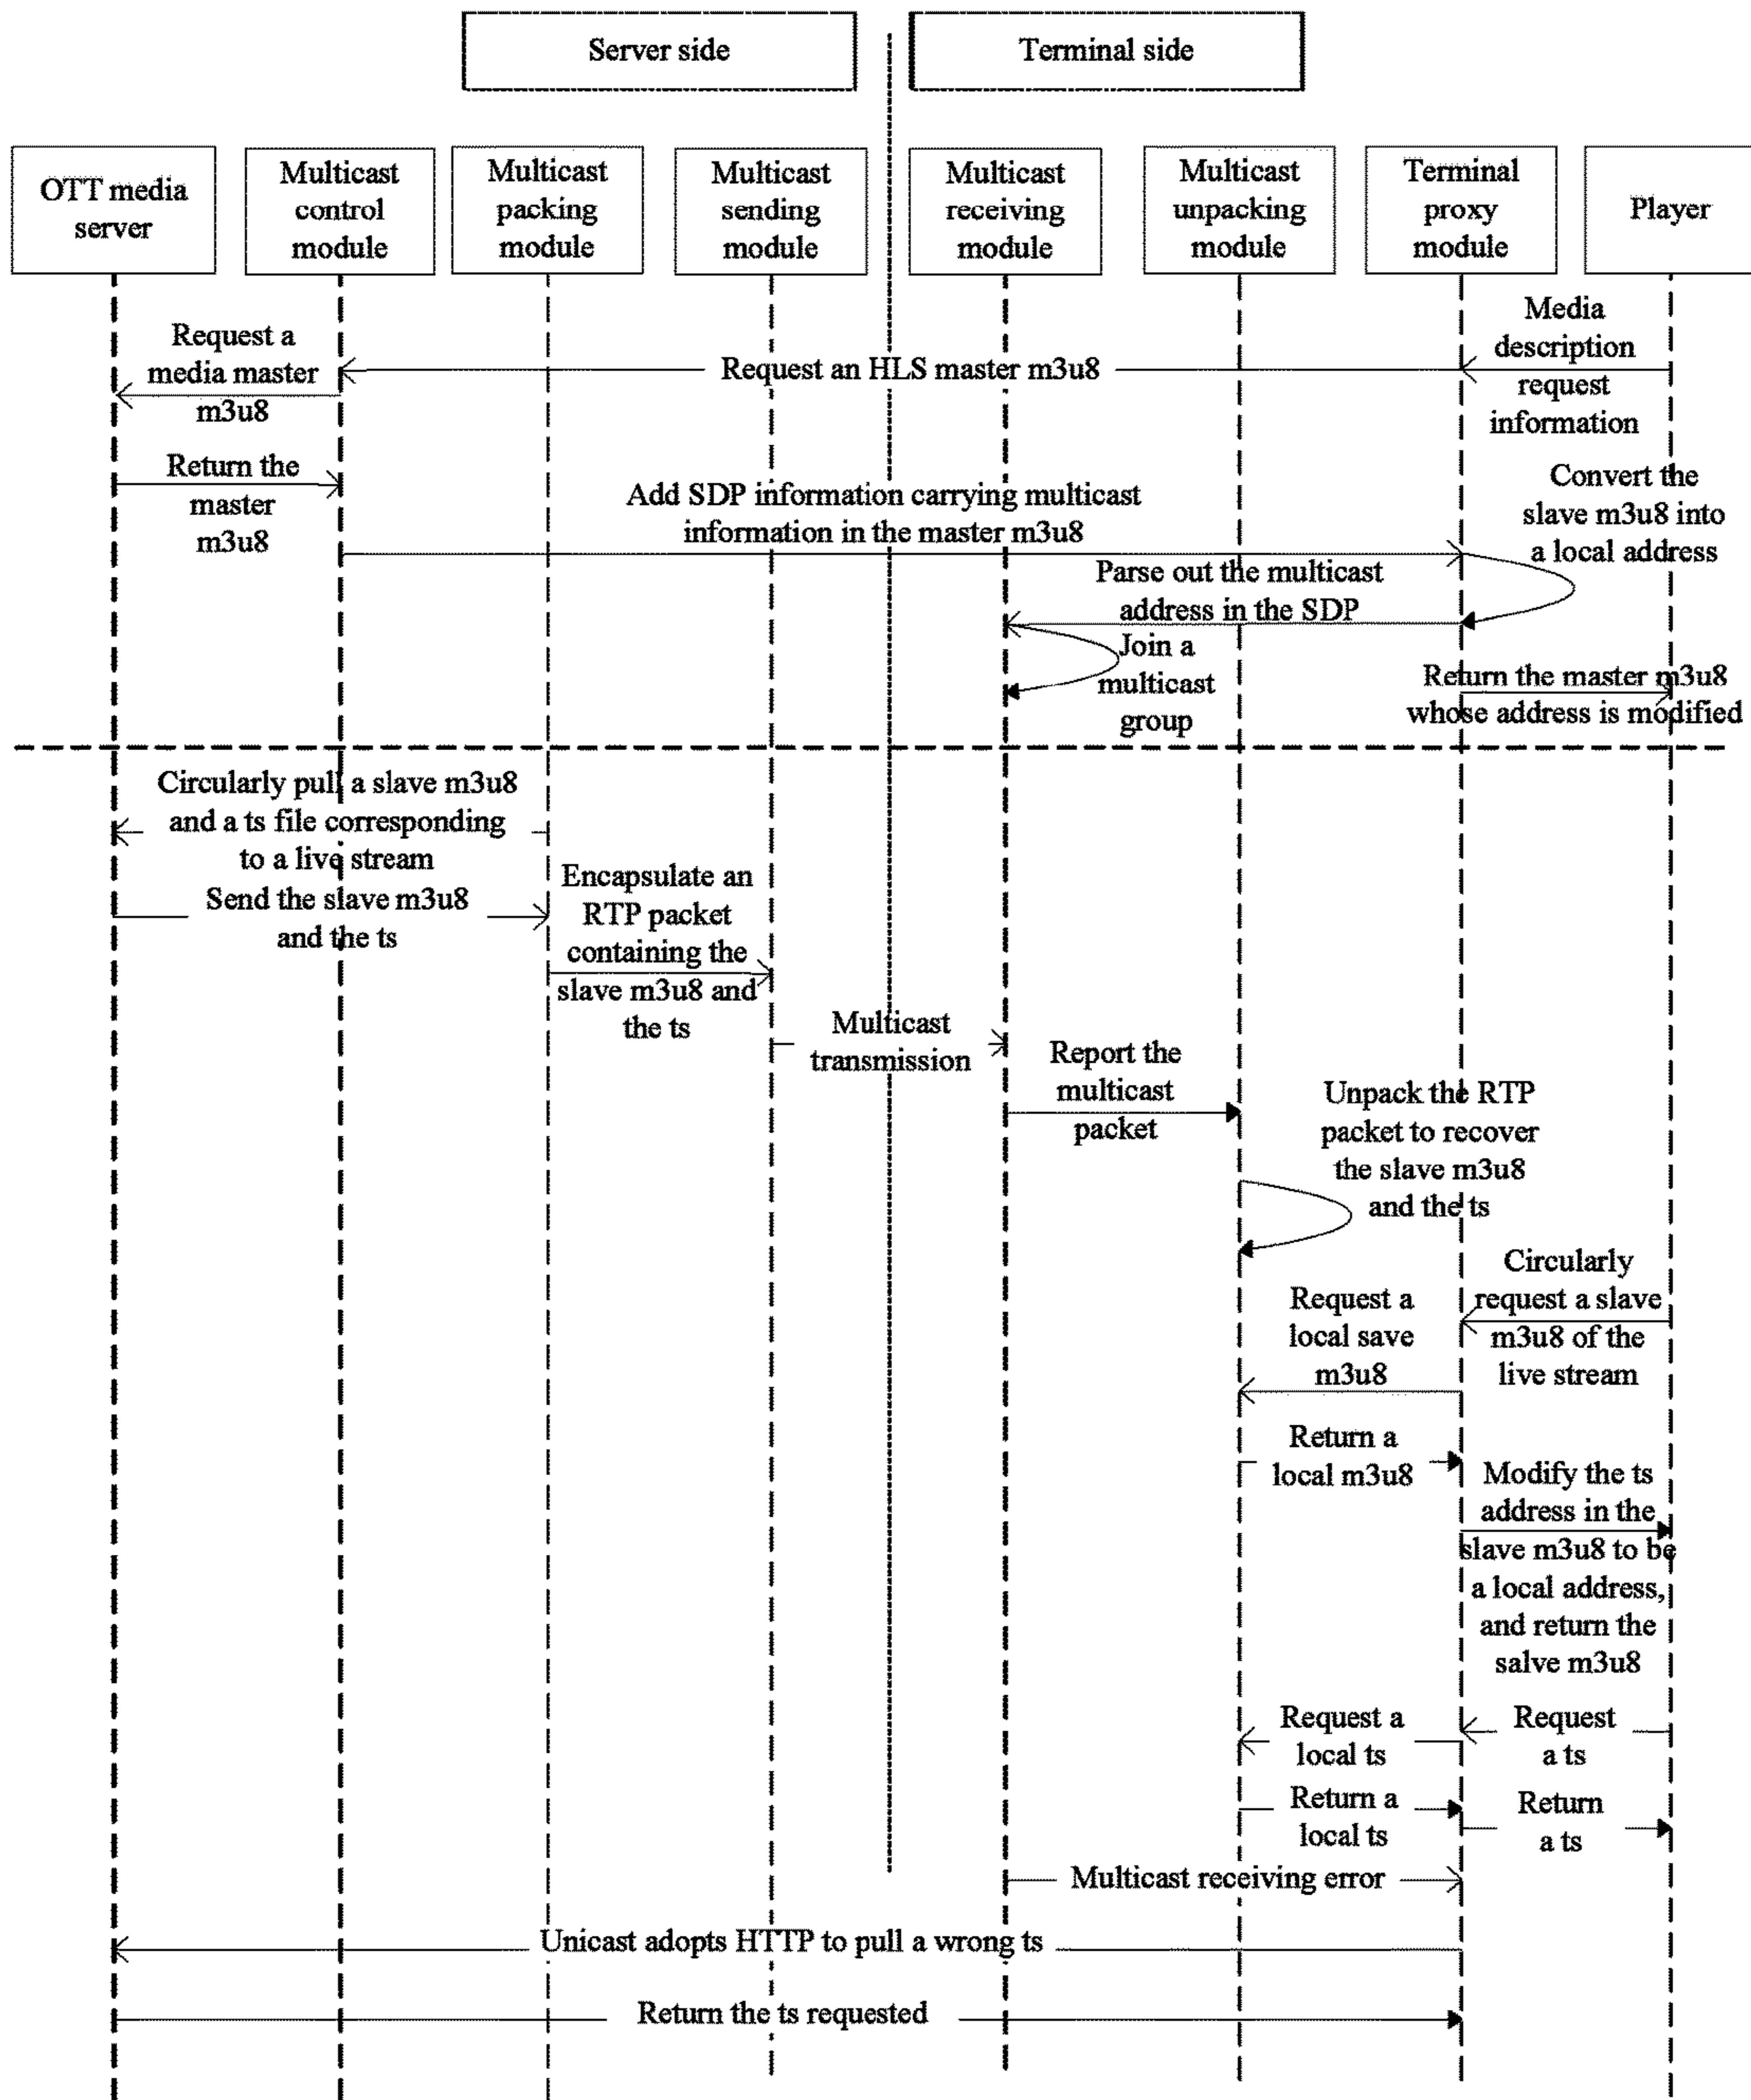 Server side
Terminal side
OTT media
server
Multicast
control
module
Multicast
packing
module
Multicast
sending
module
Multicast
receiving
module
Multicast
unpacking
module
Terminal
proxy
module
Player
Media
description
request
information
Request an HLS master m3u8
Request a
media master
m3u8
Return the
master
m3u8
Add SDP information carrying multicast
information in the master m3u8
Convert the
slave m3u8 into
a local address
Parse out the multicast
address in the SDP
Join a
multicast
group
Return the master m3u8
whose address is modified
Circularly pull a slave m3u8
and a ts file corresponding
to a live stream
Send the slave m3u8
and the ts
Encapsulate an
RTP packet
containing the
slave m3u8 and
the ts
Multicast
transmission
Report the
multicast
packet
Unpack the RTP
packet to recover
the slave m3u8
and the ts
Circularly
request a slave
m3u8 of the
live stream
Request a
local save
m3u8
Return a
local m3u8
Modify the ts
address in the
slave m3u8 to be
a local address,
and return the
salve m3u8
Request
a ts
Request a
local ts
Return a
local ts
Return
a ts
Multicast receiving error
Unicast adopts HTTP to pull a wrong ts
Return the ts requested